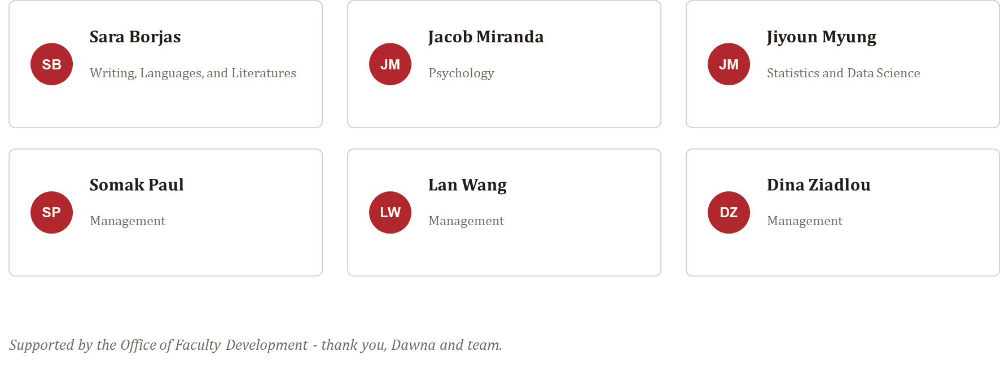 Sara Borjas
SB
Writing, Languages, and Literatures
Jacob Miranda
JM
Psychology
Jiyoun Myung
JM
Statistics and Data Science
Somak Paul
SP
Management
Lan Wang
LW
Management
Dina Ziadlou
DZ
Management
Supported by the Office of Faculty Development - thank you, Dawna and team.